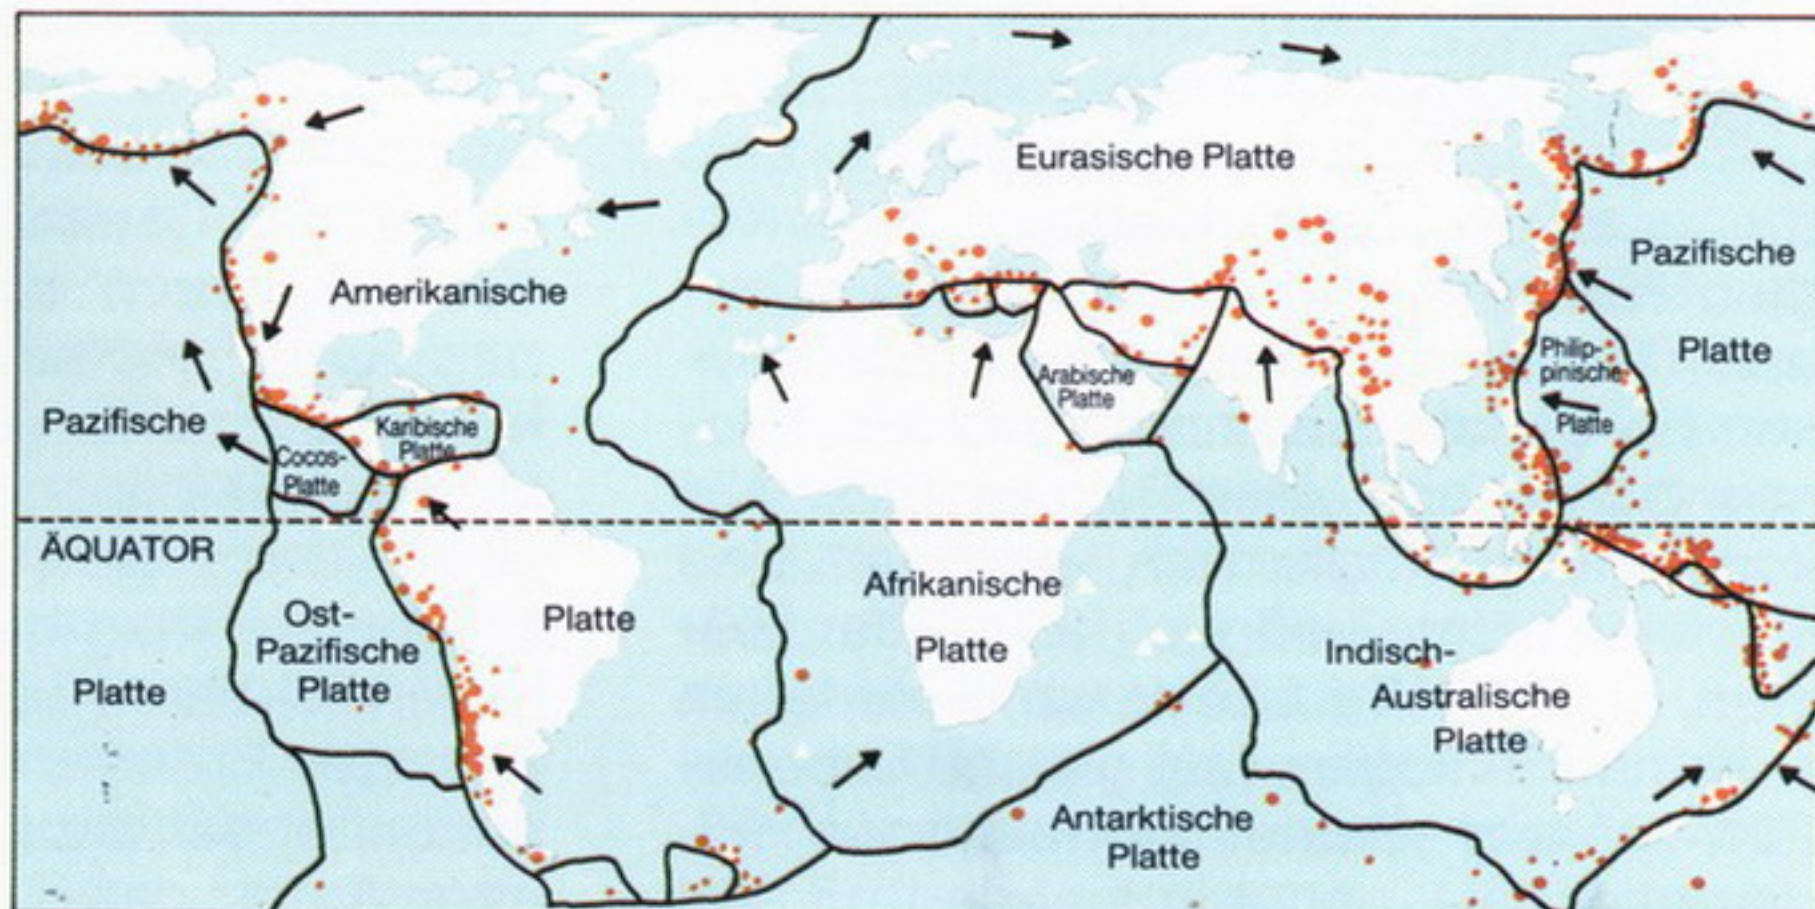 Eurasische Platte
Amerikanische
Pazifische
Platte
Philip-
pinische
Platte
Arabische
Platte
Pazifische
Karibische
Platte
Cocos-
Platte
ÄQUATOR
Afrikanische
Platte
Ost-
Pazifische
Platte
Platte
Platte
Indisch-
Australische
Platte
Antarktische
Platte